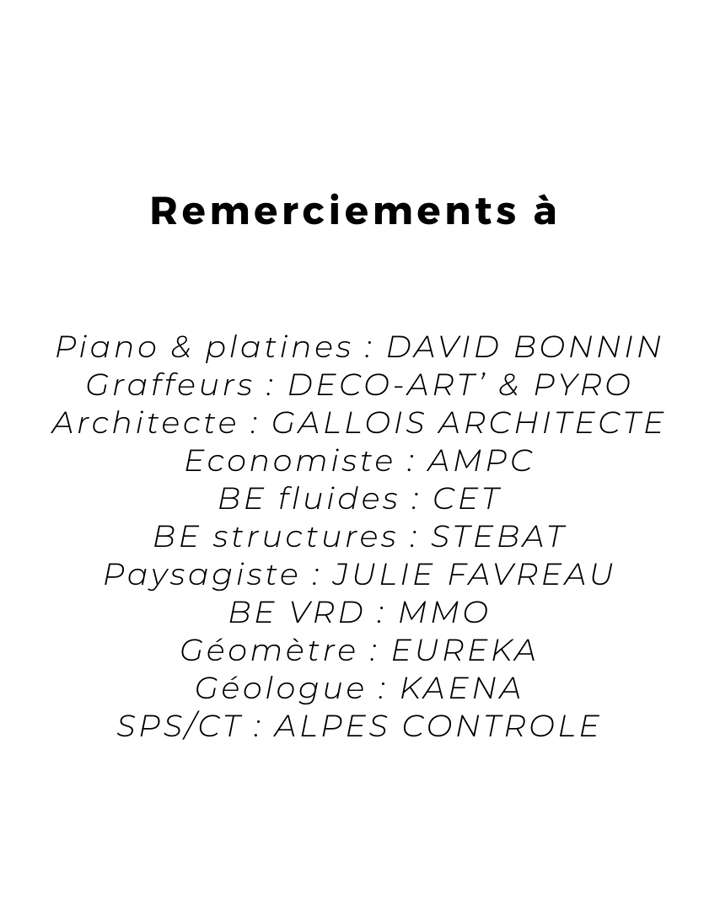 Remerciements à
Piano & platines : DAVID BONNIN
Graffeurs : DECO-ART’ & PYRO
Architecte : GALLOIS ARCHITECTE
Economiste : AMPC
BE fluides : CET
BE structures : STEBAT
Paysagiste : JULIE FAVREAU
BE VRD : MMO
Géomètre : EUREKA
Géologue : KAENA
SPS/CT : ALPES CONTROLE